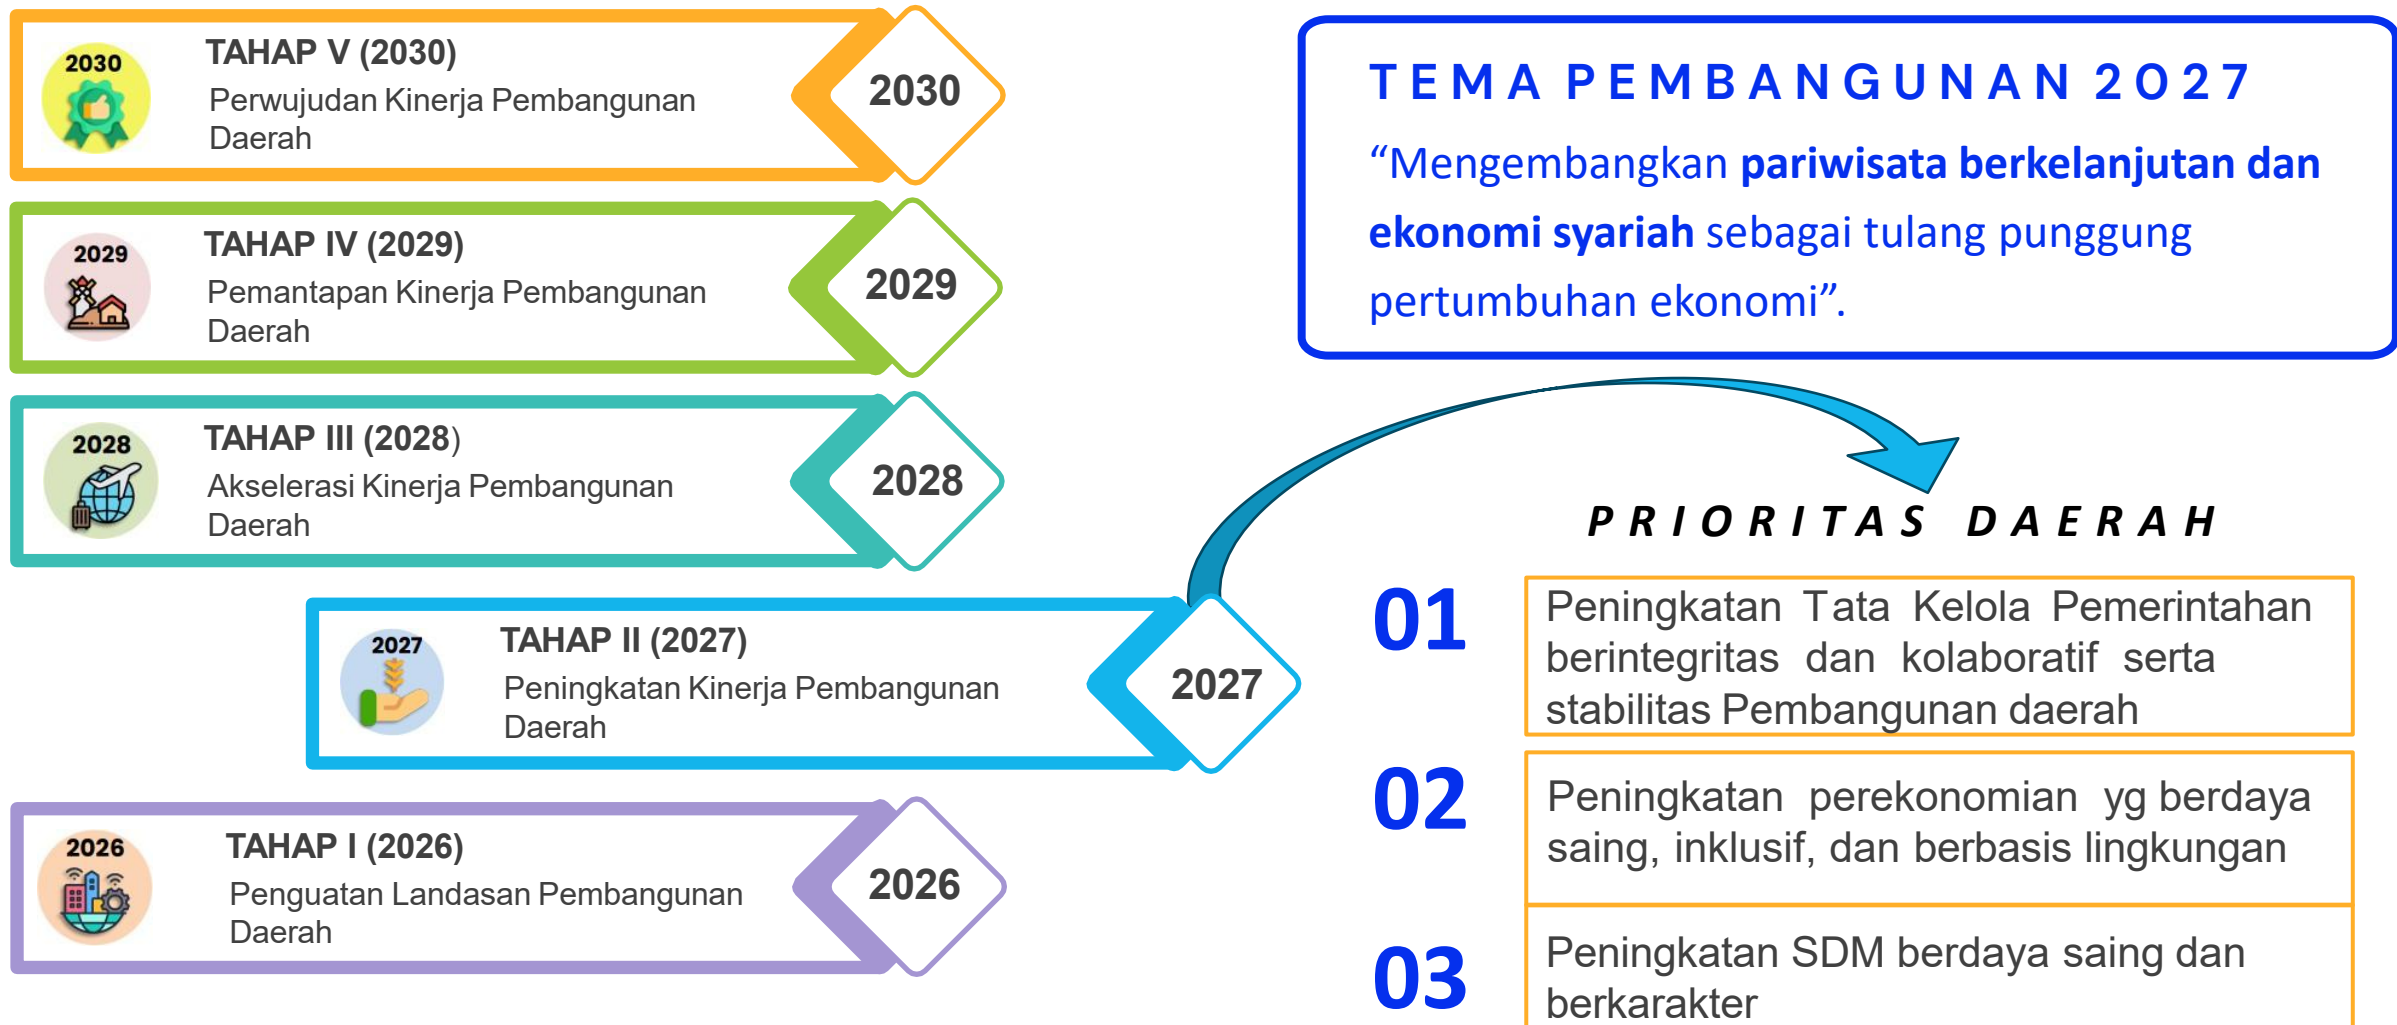 2030
TAHAP V (2030)
Perwujudan Kinerja Pembangunan
Daerah
2030
2029
TAHAP IV (2029)
Pemantapan Kinerja Pembangunan
Daerah
2029
2028
TAHAP III (2028)
Akselerasi Kinerja Pembangunan
Daerah
2028
2027
TAHAP II (2027)
Peningkatan Kinerja Pembangunan
Daerah
2027
2026
TAHAP I (2026)
Penguatan Landasan Pembangunan
Daerah
2026
TEMA PEMBANGUNAN 2027
“Mengembangkan pariwisata berkelanjutan dan
ekonomi syariah sebagai tulang punggung
pertumbuhan ekonomi”.
PRIORITAS DAERAH
01
Peningkatan Tata Kelola Pemerintahan
berintegritas dan kolaboratif serta
stabilitas Pembangunan daerah
02
Peningkatan perekonomian yg berdaya
saing, inklusif, dan berbasis lingkungan
03
Peningkatan SDM berdaya saing dan
berkarakter